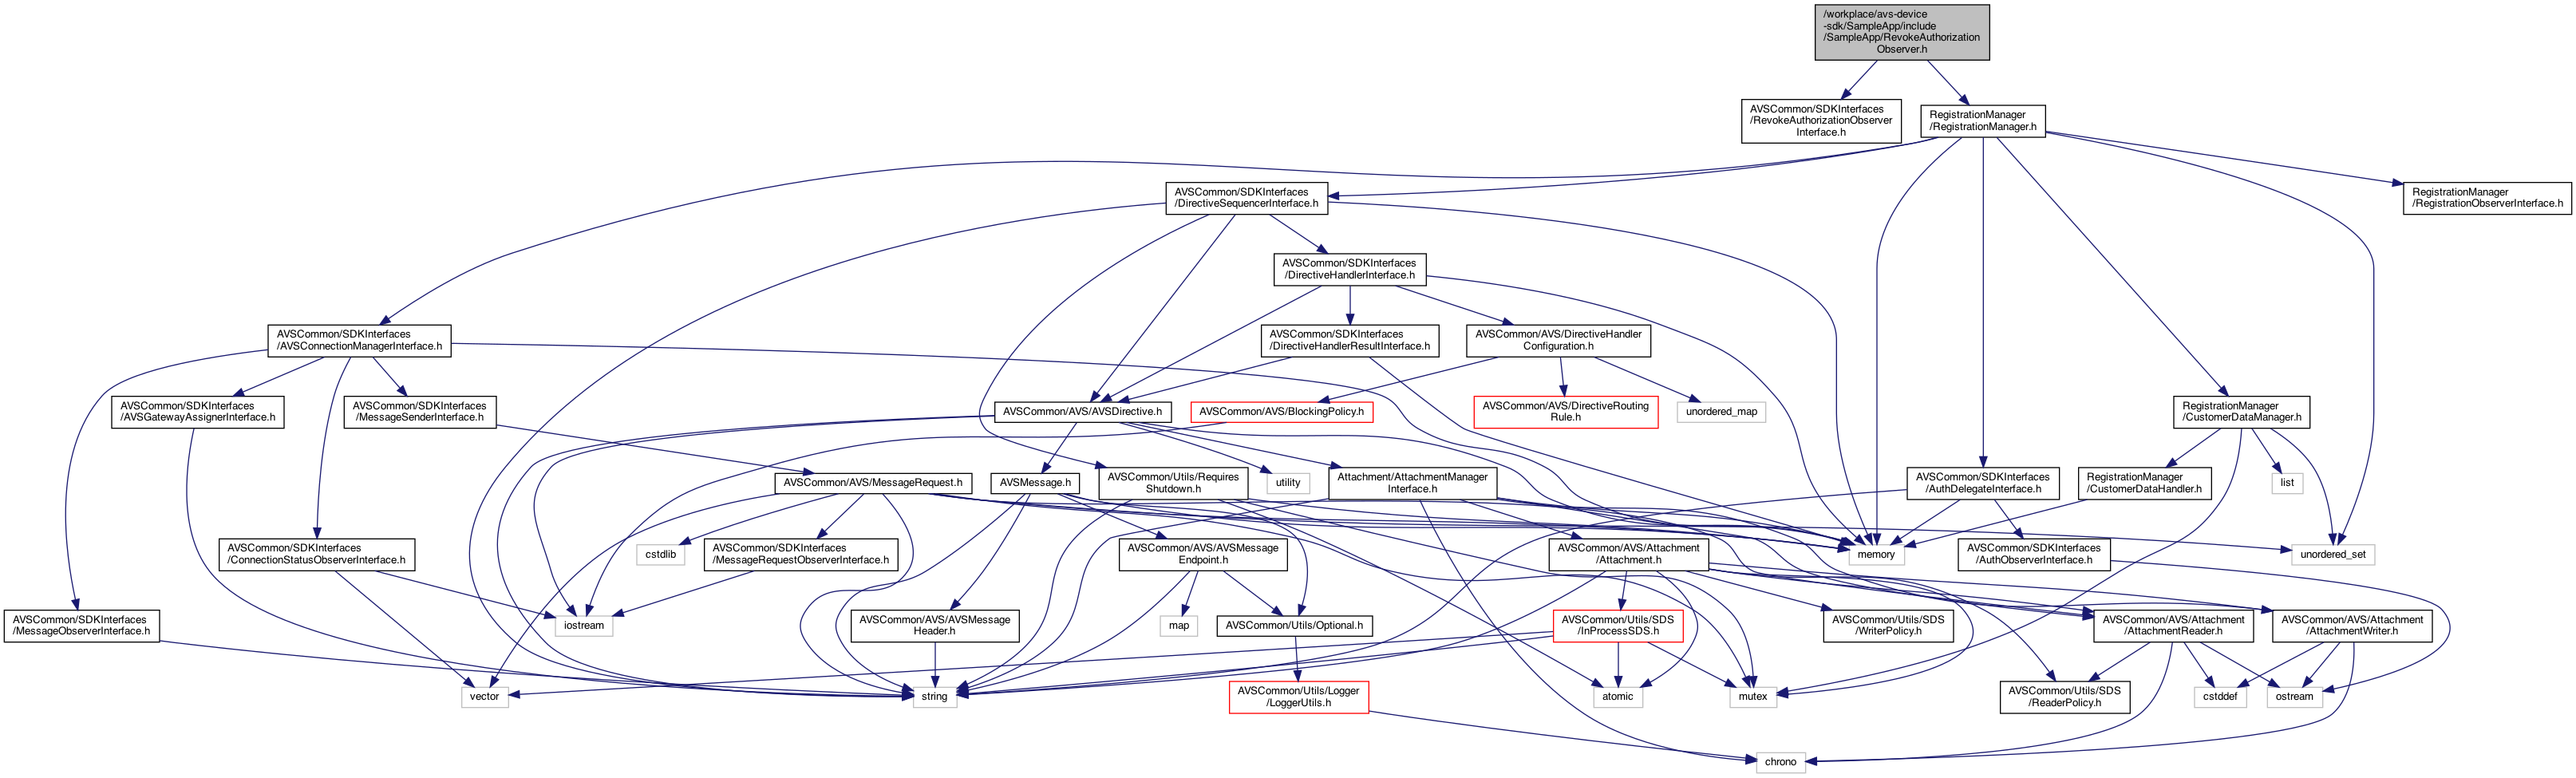 /workplace/avs-device
-sdk/SampleApp/include
/SampleApp/RevokeAuthorization
Observer.h
AVSCommon/SDKInterfaces
/RevokeAuthorizationObserver
Interface.h
RegistrationManager
/RegistrationManager.h
AVSCommon/SDKInterfaces
/DirectiveSequencerInterface.h
RegistrationManager
/RegistrationObserverInterface.h
AVSCommon/SDKInterfaces
/DirectiveHandlerInterface.h
AVSCommon/SDKInterfaces
/AVSConnectionManagerInterface.h
AVSCommon/SDKInterfaces
/DirectiveHandlerResultInterface.h
AVSCommon/AVS/DirectiveHandler
Configuration.h
AVSCommon/SDKInterfaces
/AVSGatewayAssignerInterface.h
AVSCommon/SDKInterfaces
/MessageSenderInterface.h
AVSCommon/AVS/AVSDirective.h
AVSCommon/AVS/BlockingPolicy.h
AVSCommon/AVS/DirectiveRouting
Rule.h
unordered_map
RegistrationManager
/CustomerDataManager.h
AVSCommon/AVS/MessageRequest.h
AVSMessage.h
AVSCommon/Utils/Requires
Shutdown.h
utility
Attachment/AttachmentManager
Interface.h
AVSCommon/SDKInterfaces
/AuthDelegateInterface.h
RegistrationManager
/CustomerDataHandler.h
list
AVSCommon/SDKInterfaces
/ConnectionStatusObserverInterface.h
cstdlib
AVSCommon/SDKInterfaces
/MessageRequestObserverInterface.h
AVSCommon/AVS/AVSMessage
Endpoint.h
AVSCommon/AVS/Attachment
/Attachment.h
memory
AVSCommon/SDKInterfaces
/AuthObserverInterface.h
unordered_set
AVSCommon/SDKInterfaces
/MessageObserverInterface.h
iostream
AVSCommon/AVS/AVSMessage
Header.h
map
AVSCommon/Utils/Optional.h
AVSCommon/Utils/SDS
/InProcessSDS.h
AVSCommon/Utils/SDS
/WriterPolicy.h
AVSCommon/AVS/Attachment
/AttachmentReader.h
AVSCommon/AVS/Attachment
/AttachmentWriter.h
vector
string
AVSCommon/Utils/Logger
/LoggerUtils.h
atomic
mutex
AVSCommon/Utils/SDS
/ReaderPolicy.h
cstddef
ostream
chrono